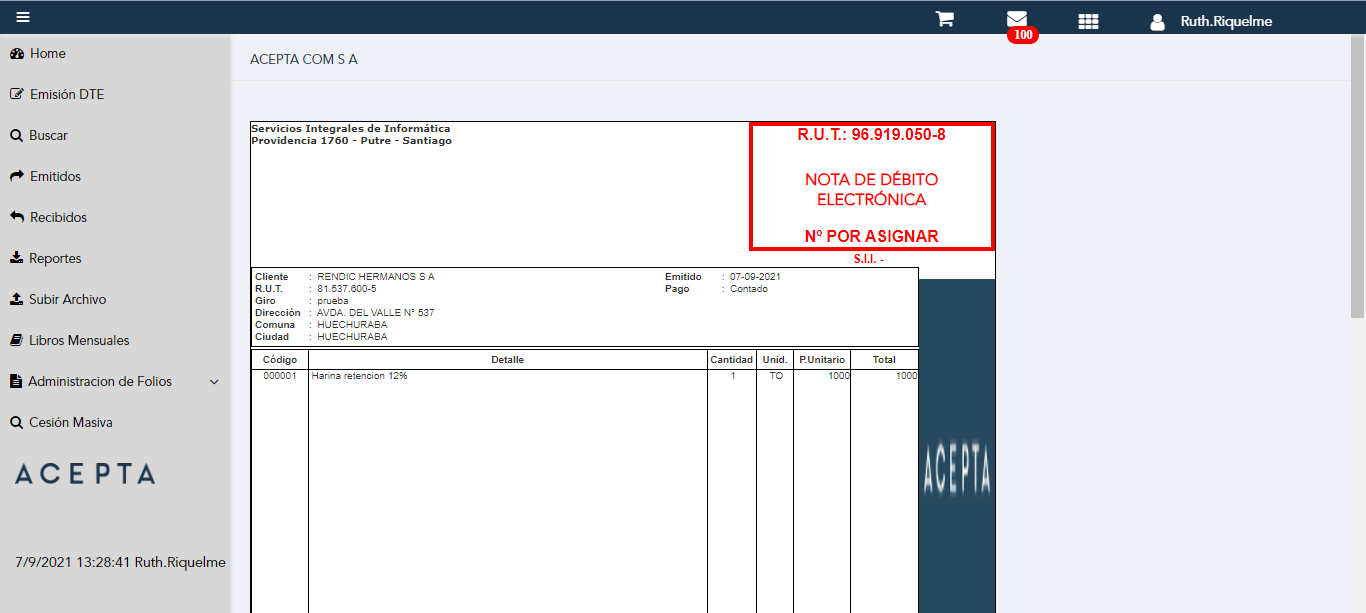 Ruth.Riquelme
100
Home
Emisión DTE
Buscar
Emitidos
Recibidos
Reportes
Subir Archivo
Libros Mensuales
Administracion de Folios
Cesión Masiva
ACEPTA
7/9/2021 13:28:41 Ruth.Riquelme
ACEPTA COM S A
Servicios Integrales de Informática
Providencia 1760 - Putre - Santiago
R.U.T.: 96.919.050-8
NOTA DE DÉBITO
ELECTRÓNICA
Nº POR ASIGNAR
S.I.I. -
Cliente : RENDIC HERMANOS S A Emitido : 07-09-2021
R.U.T. : 81.537.600-5 Pago : Contado
Giro : prueba
Dirección : AVDA. DEL VALLE N° 537
Comuna : HUECHURABA
Ciudad : HUECHURABA
Código Detalle Cantidad Unid. P.Unitario Total
000001 Harina retencion 12% 1 TO 1000 1000
ACEPTA